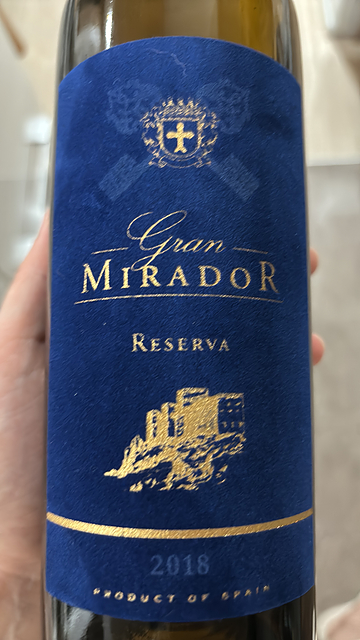 Gran
MIRADOR
RESERVA
2018
PRODUCT OF SPAIN